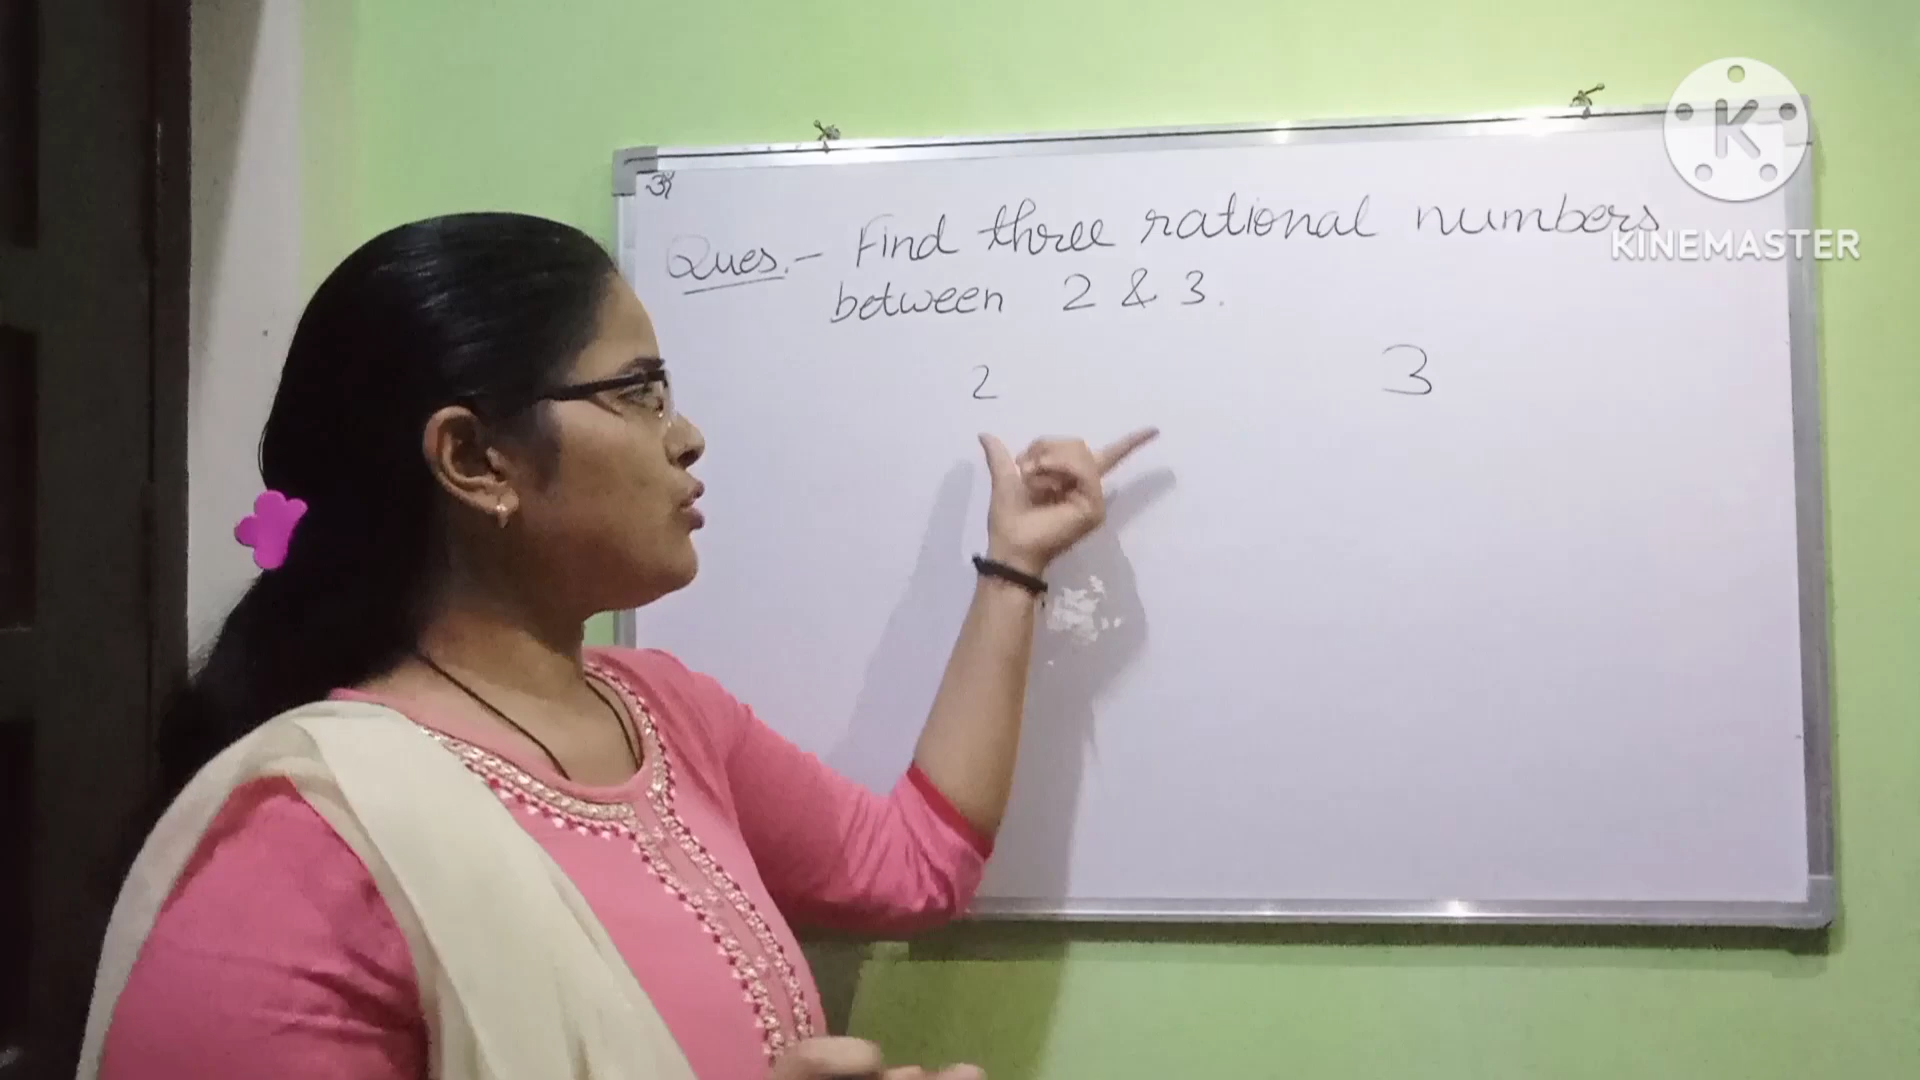 ॐ
Ques.- Find three rational numbers
between 2 & 3.
2 3
K
KINEMASTER